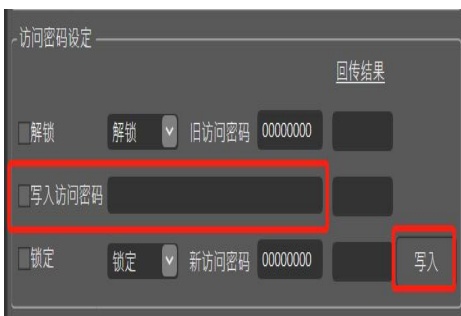 访问密码设定
回传结果
解锁 解锁 旧访问密码 00000000
写入访问密码
锁定 锁定 新访问密码 00000000 写入